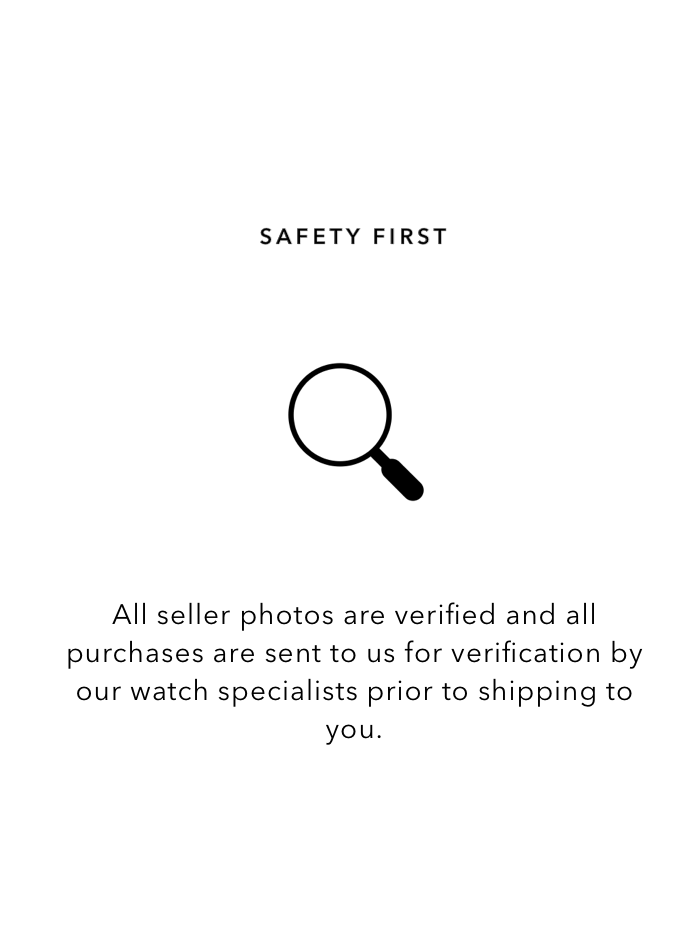 SAFETY FIRST
All seller photos are verified and all
purchases are sent to us for verification by
our watch specialists prior to shipping to
you.